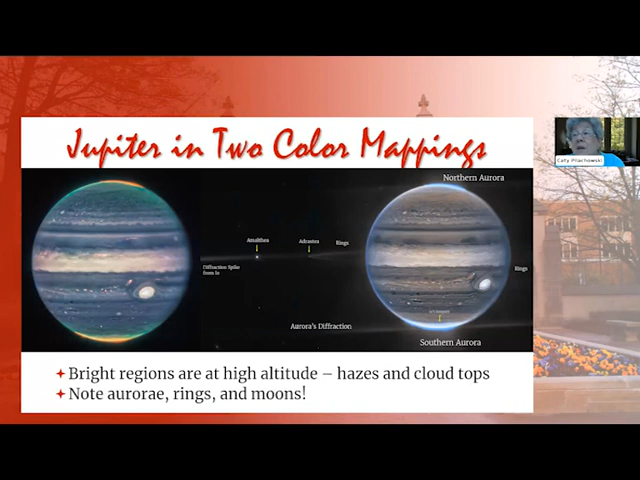 Jupiter in Two Color Mappings
Caty Pilachowski
Northern Aurora
Amalthea
Adrastea
Rings
Diffraction Spike
from Io
Rings
Aurora's Diffraction
Southern Aurora
Bright regions are at high altitude – hazes and cloud tops
Note aurorae, rings, and moons!